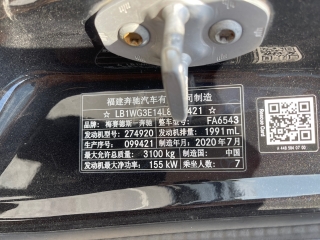 福建奔驰汽车有 司制造
☆ LB1WG3E14L8 421 ☆
品牌：梅赛德斯-奔驰 整车型号： FA6543
发动机型号：274920 发动机排量：1991 mL
生产序号： 099421 制造年月：2020年7月
最大允许总质量： 3100 kg 制造国： 中国
发动机最大净功率： 155 kW 乘坐人数： 7
Rescue Card